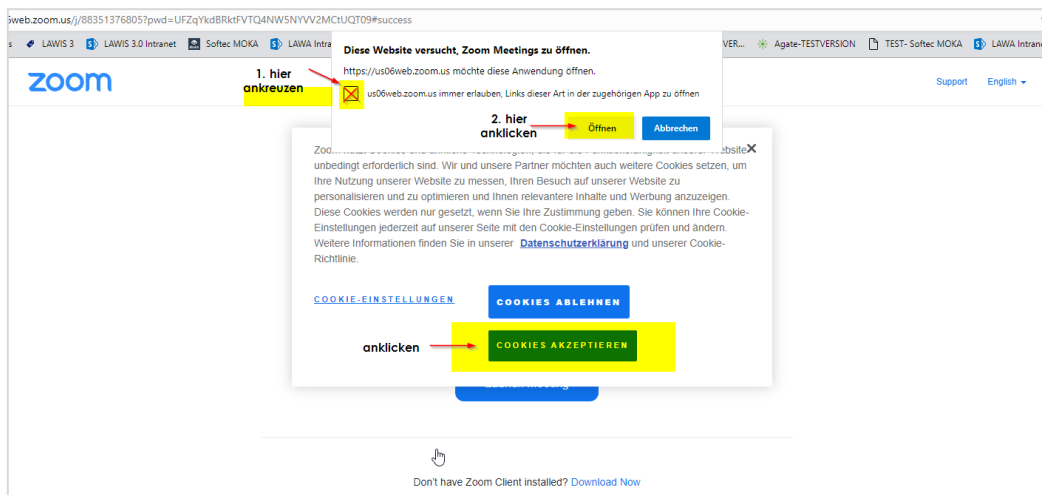 6web.zoom.us/j/88351376805?pwd=UFZqYkdBRktFVTQ4NW5NYVV2MCtUQT09#success
s LAWIS 3 LAWIS 3.0 Intranet Softec MOKA LAWA Intra VER... Agate-TESTVERSION TEST- Softec MOKA LAWA Intrane
Diese Website versucht, Zoom Meetings zu öffnen.
https://us06web.zoom.us möchte diese Anwendung öffnen.
zoom
1. hier
ankreuzen
us06web.zoom.us immer erlauben, Links dieser Art in der zugehörigen App zu öffnen
Support English
2. hier
anklicken
Öffnen Abbrechen
unbedingt erforderlich sind. Wir und unsere Partner möchten auch weitere Cookies setzen, um
Ihre Nutzung unserer Website zu messen, Ihren Besuch auf unserer Website zu
personalisieren und zu optimieren und Ihnen relevantere Inhalte und Werbung anzuzeigen.
Diese Cookies werden nur gesetzt, wenn Sie Ihre Zustimmung geben. Sie können Ihre Cookie-
Einstellungen jederzeit auf unserer Seite mit den Cookie-Einstellungen prüfen und ändern.
Weitere Informationen finden Sie in unserer Datenschutzerklärung und unserer Cookie-
Richtlinie.
COOKIE-EINSTELLUNGEN
COOKIES ABLEHNEN
anklicken
COOKIES AKZEPTIEREN
Don't have Zoom Client installed? Download Now